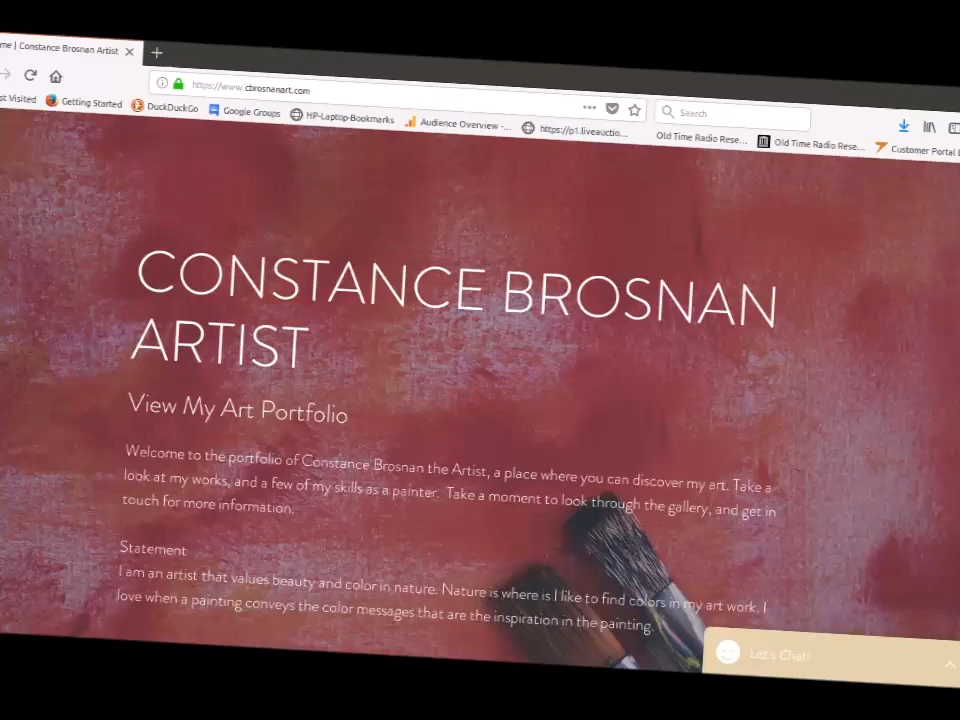 me | Constance Brosnan Artist
https://www.cbrosnanart.com
Search
st Visited Getting Started DuckDuckGo Google Groups HP-Laptop-Bookmarks Audience Overview -... https://p1.liveauctio... Old Time Radio Rese... Old Time Radio Rese... Customer Portal
CONSTANCE BROSNAN
ARTIST
View My Art Portfolio
Welcome to the portfolio of Constance Brosnan the Artist, a place where you can discover my art. Take a
look at my works, and a few of my skills as a painter. Take a moment to look through the gallery, and get in
touch for more information.
Statement
I am an artist that values beauty and color in nature. Nature is where is I like to find colors in my art work. I
love when a painting conveys the color messages that are the inspiration in the painting.
Let's Chat!